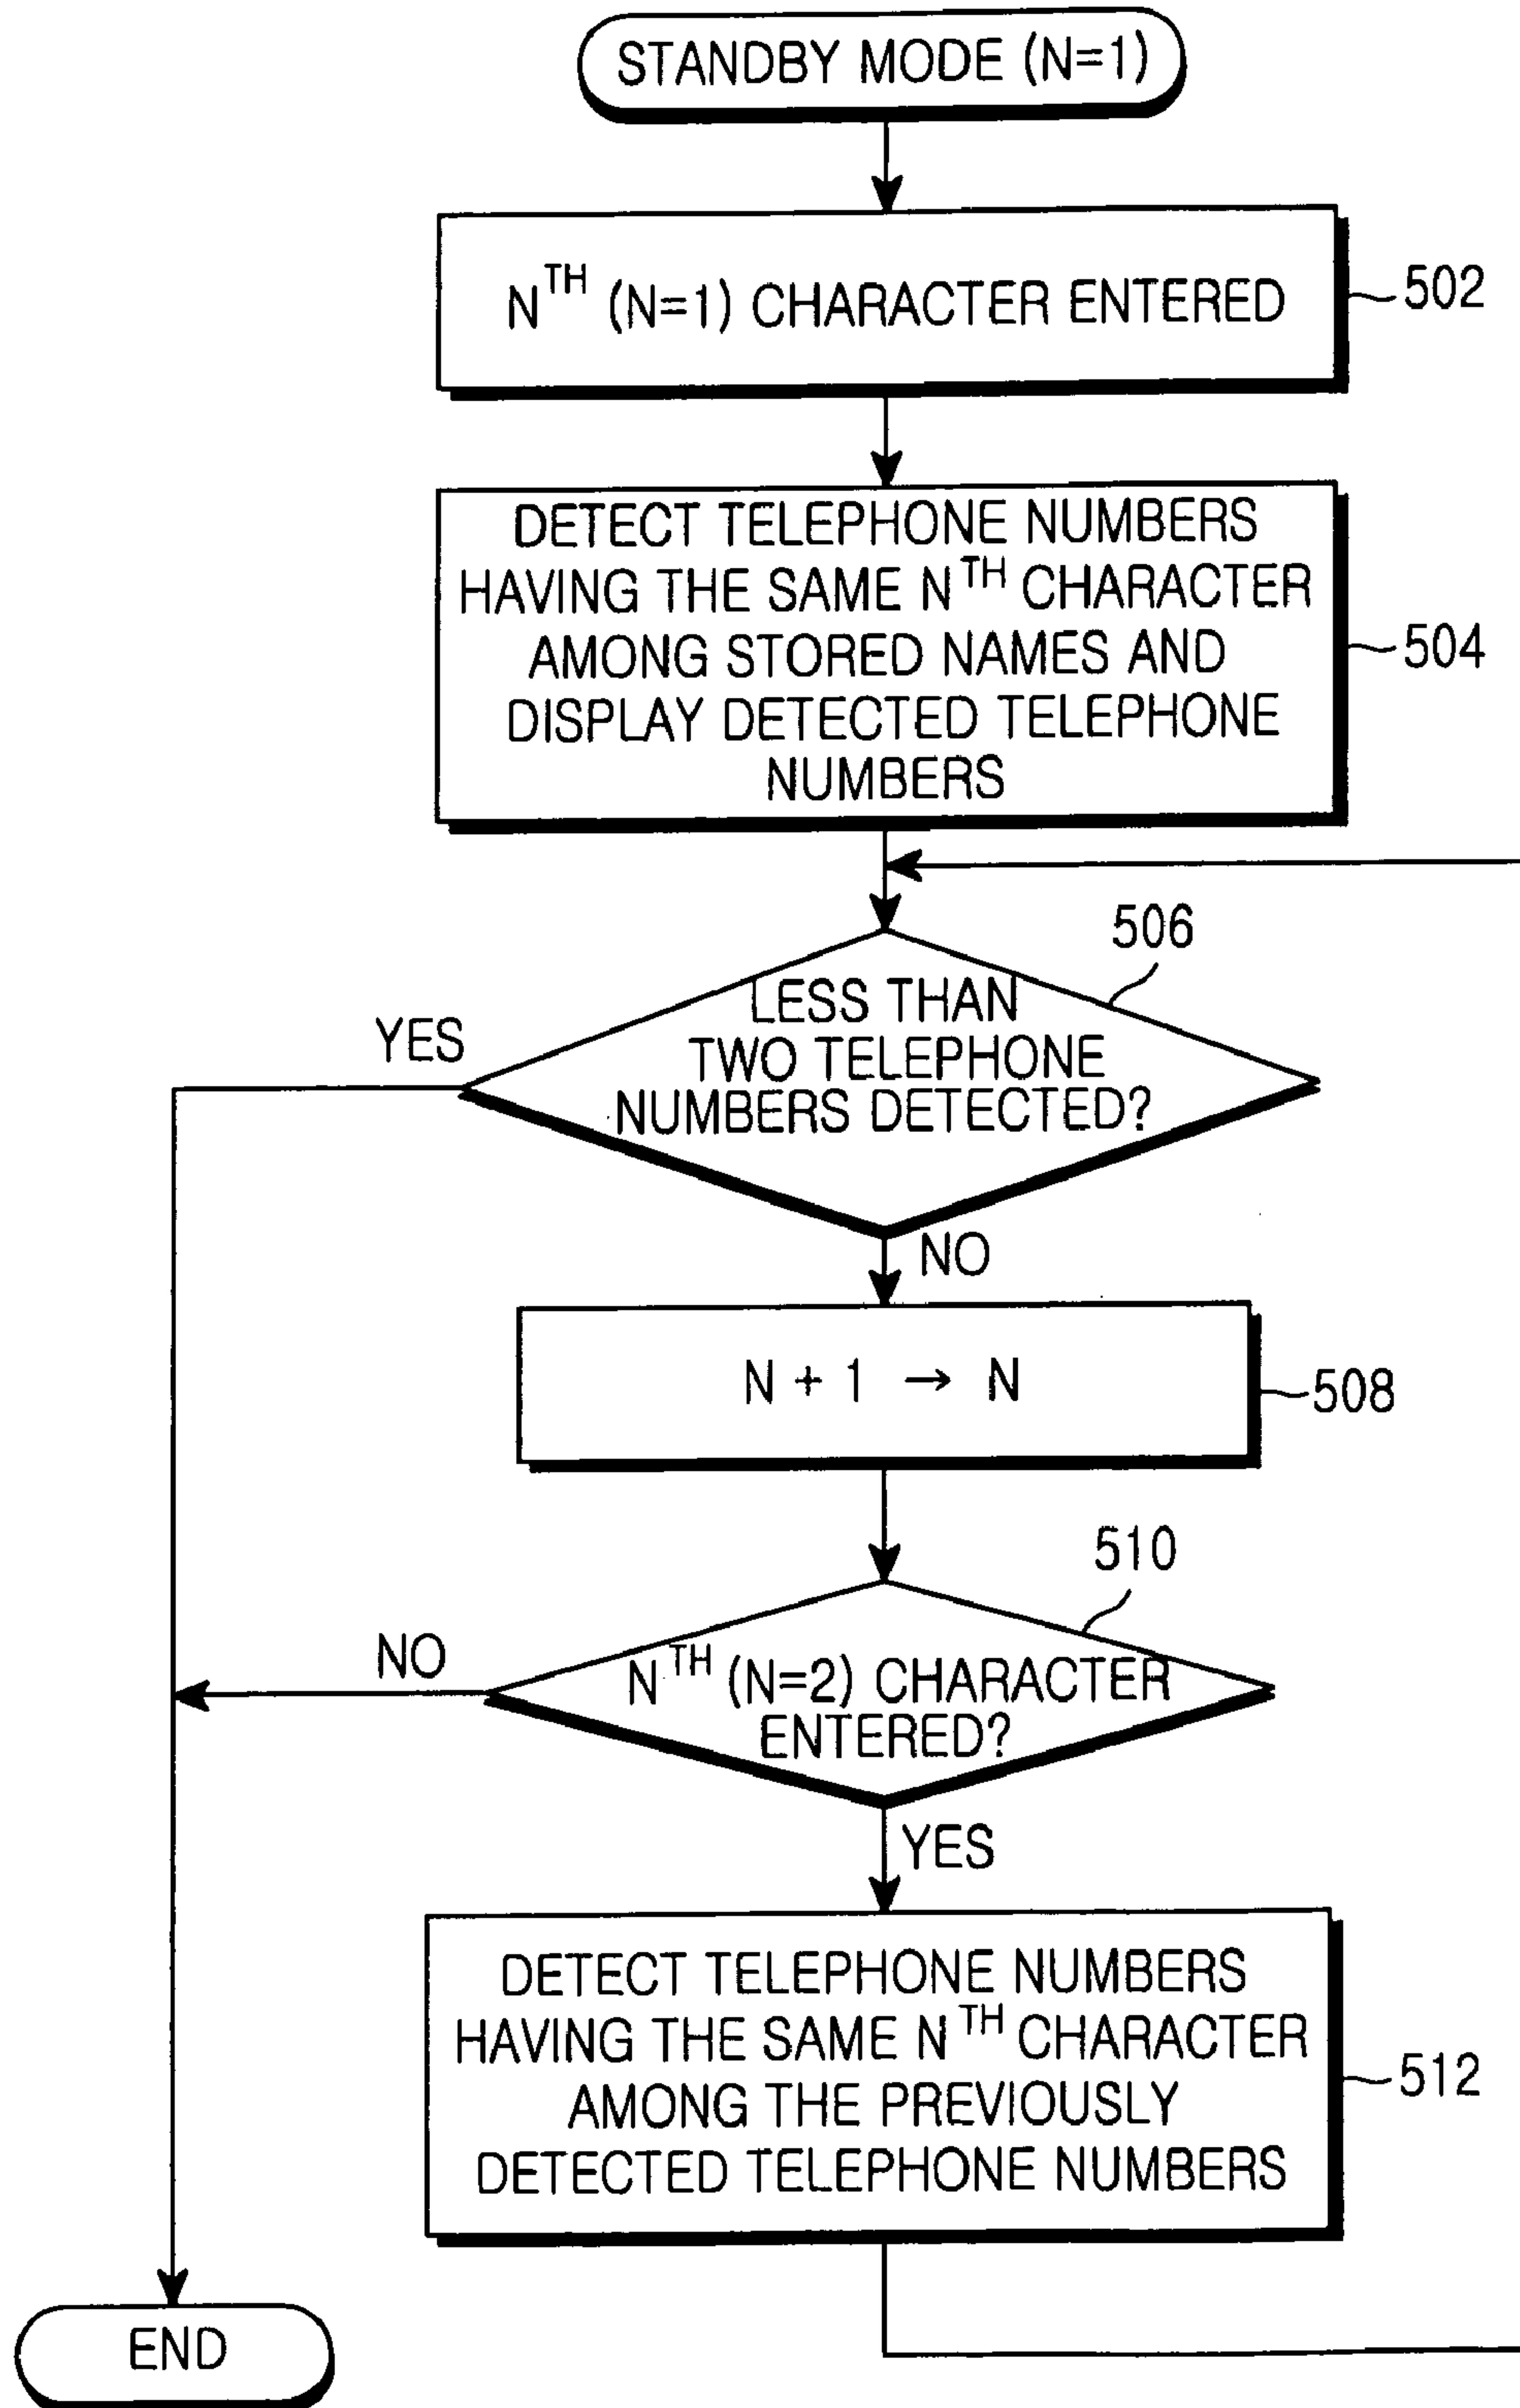 STANDBY MODE (N=1)
N TH (N=1) CHARACTER ENTERED
502
DETECT TELEPHONE NUMBERS
HAVING THE SAME N TH CHARACTER
AMONG STORED NAMES AND
DISPLAY DETECTED TELEPHONE
NUMBERS
504
506
LESS THAN
TWO TELEPHONE
NUMBERS DETECTED?
YES
NO
N + 1 → N
508
510
N TH (N=2) CHARACTER
ENTERED?
NO
YES
DETECT TELEPHONE NUMBERS
HAVING THE SAME N TH CHARACTER
AMONG THE PREVIOUSLY
DETECTED TELEPHONE NUMBERS
512
END